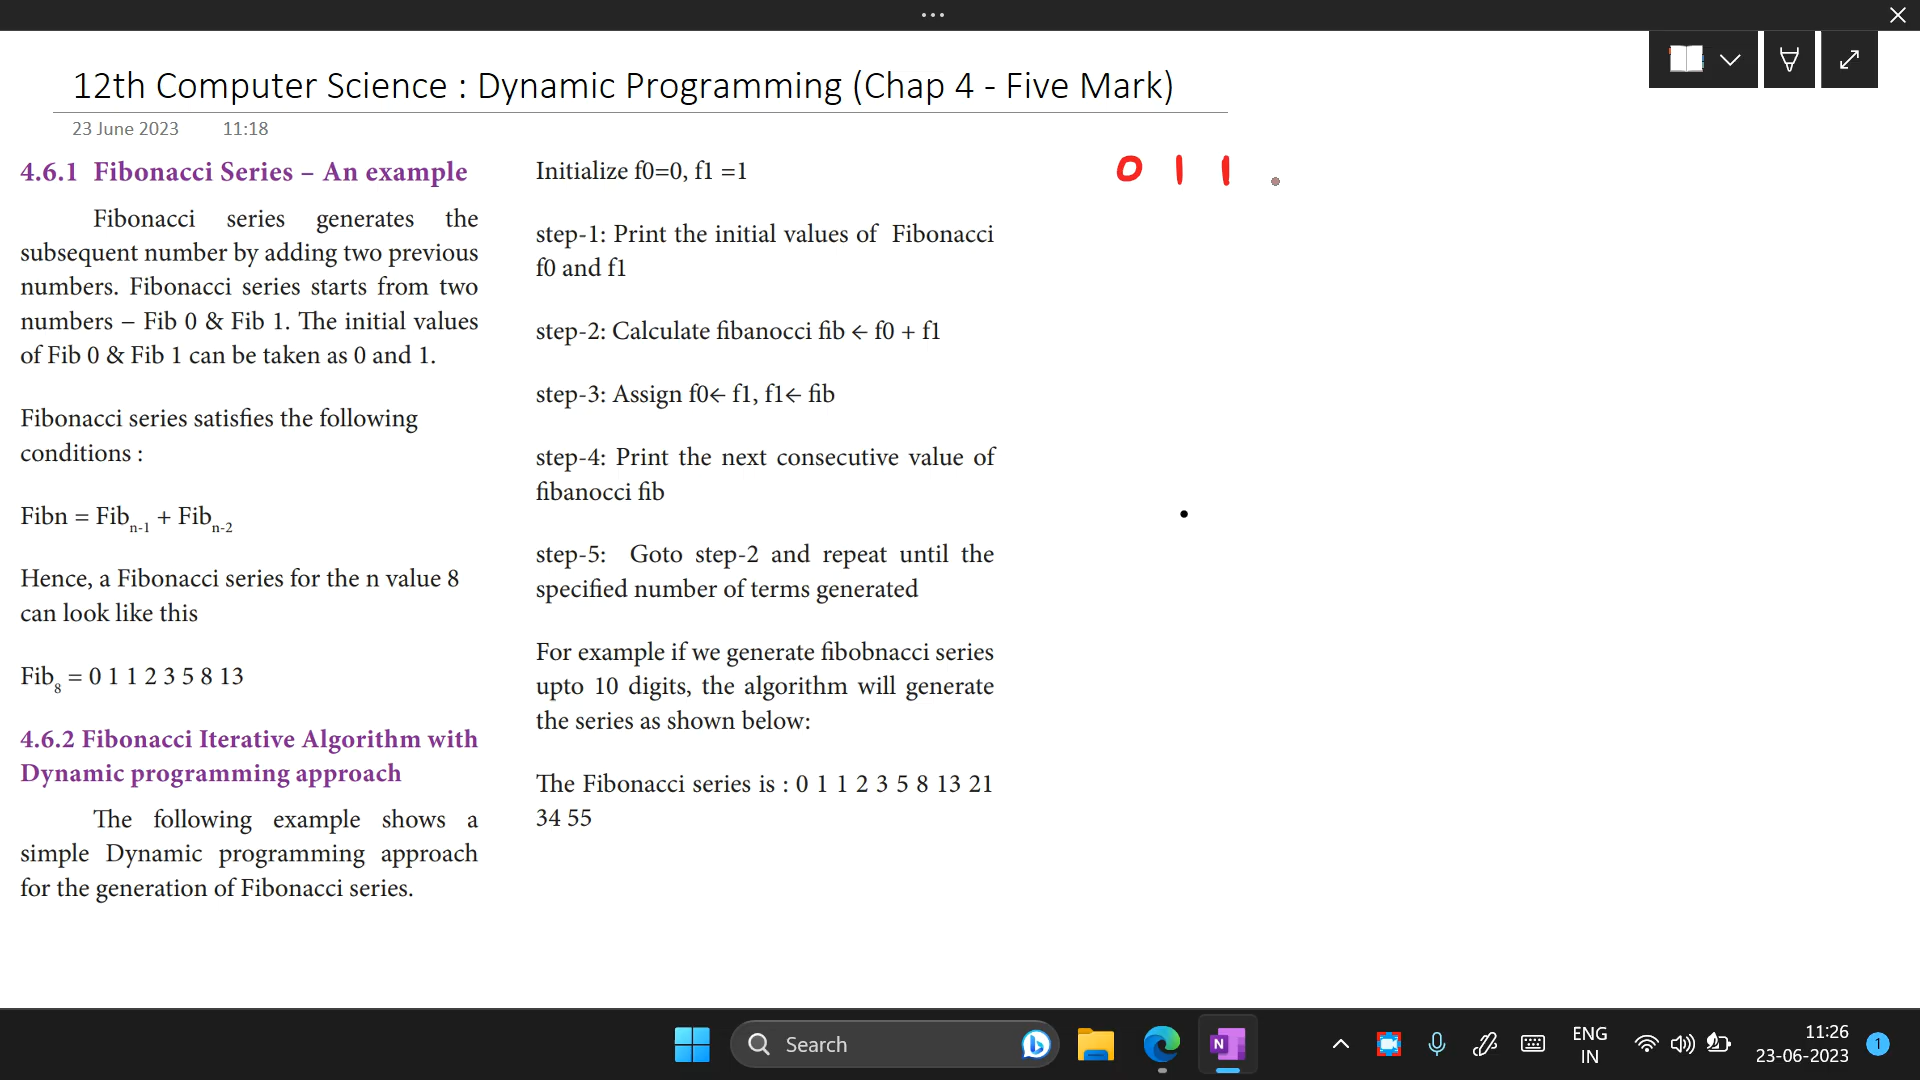 12th Computer Science : Dynamic Programming (Chap 4 - Five Mark)
23 June 2023 11:18
4.6.1 Fibonacci Series – An example
Fibonacci series generates the
subsequent number by adding two previous
numbers. Fibonacci series starts from two
numbers − Fib 0 & Fib 1. The initial values
of Fib 0 & Fib 1 can be taken as 0 and 1.
Fibonacci series satisfies the following
conditions :
Fibn = Fibn-1 + Fibn-2
Hence, a Fibonacci series for the n value 8
can look like this
Fib8 = 0 1 1 2 3 5 8 13
4.6.2 Fibonacci Iterative Algorithm with
Dynamic programming approach
The following example shows a
simple Dynamic programming approach
for the generation of Fibonacci series.
Initialize f0=0, f1 =1
step-1: Print the initial values of Fibonacci
f0 and f1
step-2: Calculate fibanocci fib ← f0 + f1
step-3: Assign f0← f1, f1← fib
step-4: Print the next consecutive value of
fibanocci fib
step-5: Goto step-2 and repeat until the
specified number of terms generated
For example if we generate fibobnacci series
upto 10 digits, the algorithm will generate
the series as shown below:
The Fibonacci series is : 0 1 1 2 3 5 8 13 21
34 55
0 1 1
Search
ENG
IN
11:26
23-06-2023
1